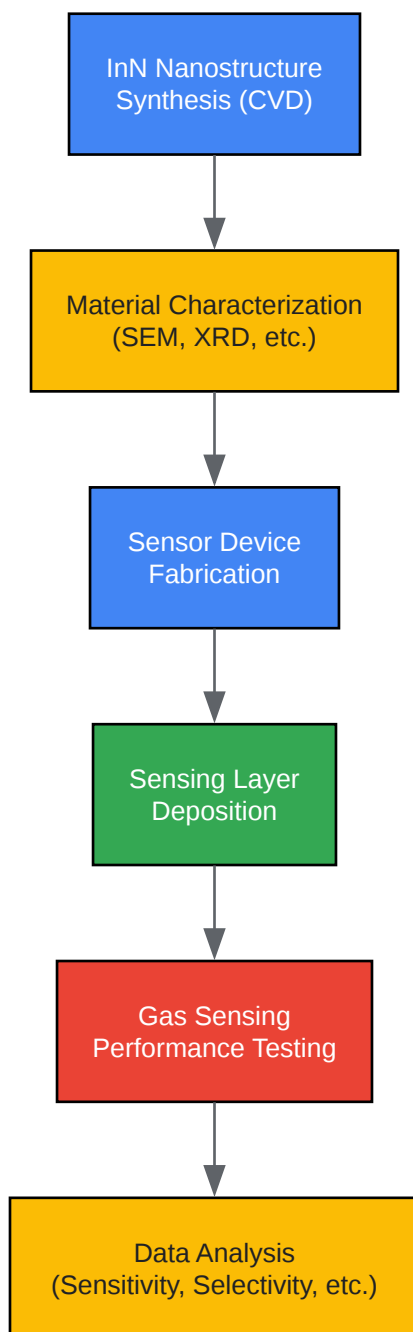 InN Nanostructure
Synthesis (CVD)
Material Characterization
(SEM, XRD, etc.)
Sensor Device
Fabrication
Sensing Layer
Deposition
Gas Sensing
Performance Testing
Data Analysis
(Sensitivity, Selectivity, etc.)